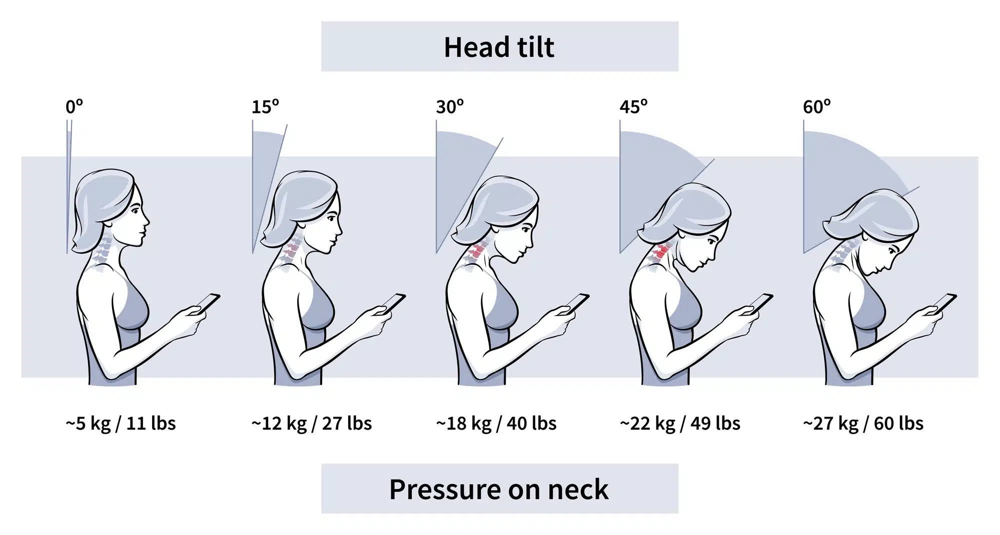 Head tilt
0º
15º
30º
45º
60º
~5 kg / 11 lbs
~12 kg / 27 lbs
~18 kg / 40 lbs
~22 kg / 49 lbs
~27 kg / 60 lbs
Pressure on neck